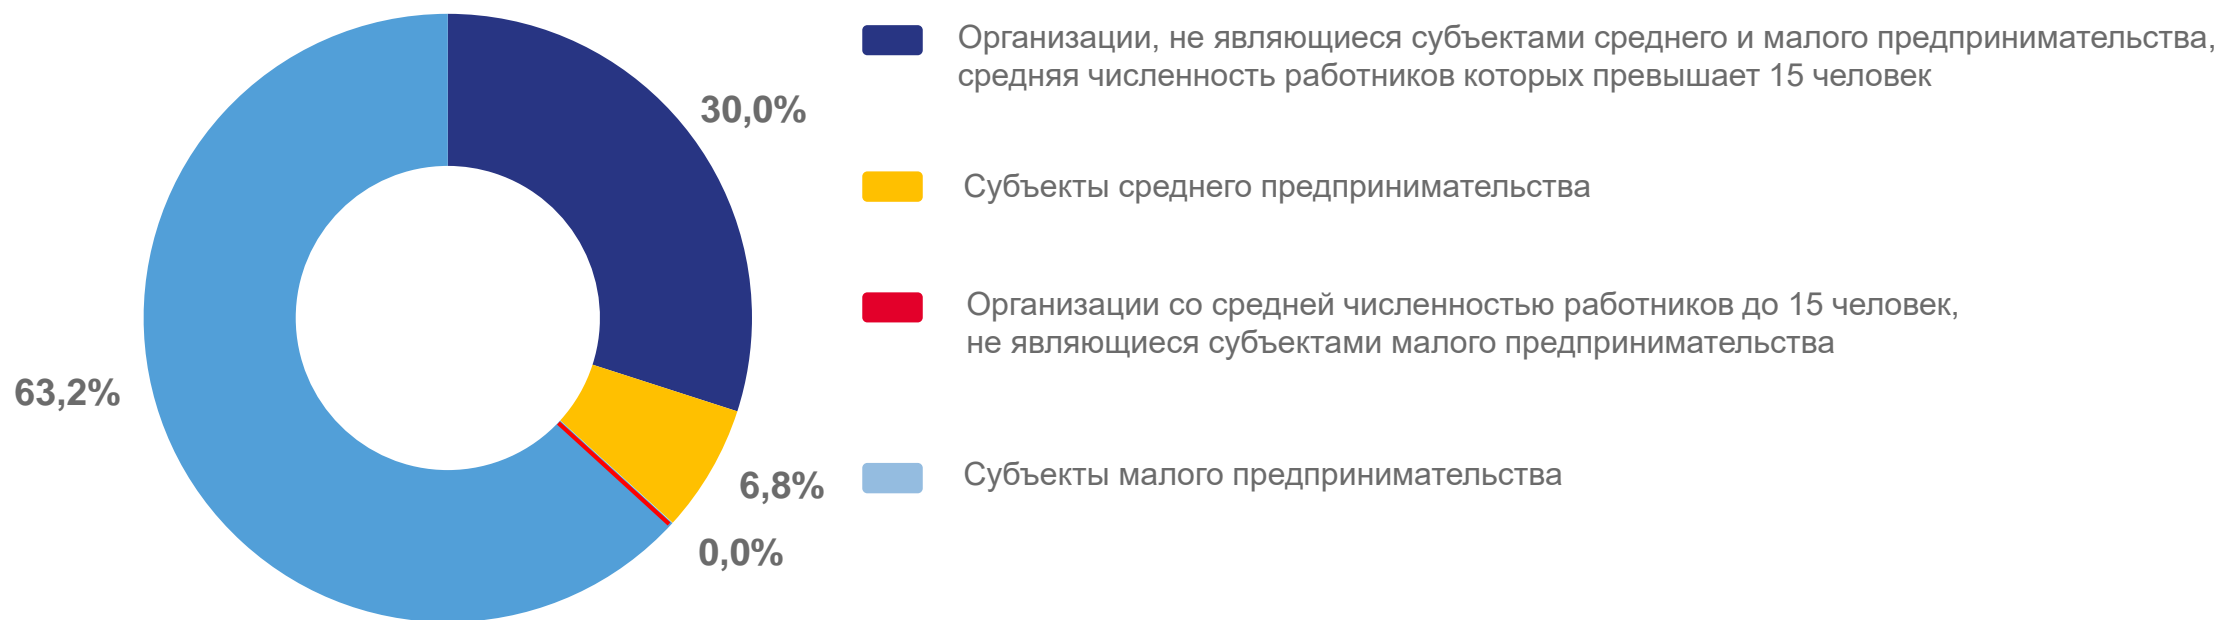 Организации, не являющиеся субъектами среднего и малого предпринимательства,
средняя численность работников которых превышает 15 человек
30,0%
Субъекты среднего предпринимательства
Организации со средней численностью работников до 15 человек,
не являющиеся субъектами малого предпринимательства
63,2%
Субъекты малого предпринимательства
6,8%
0,0%